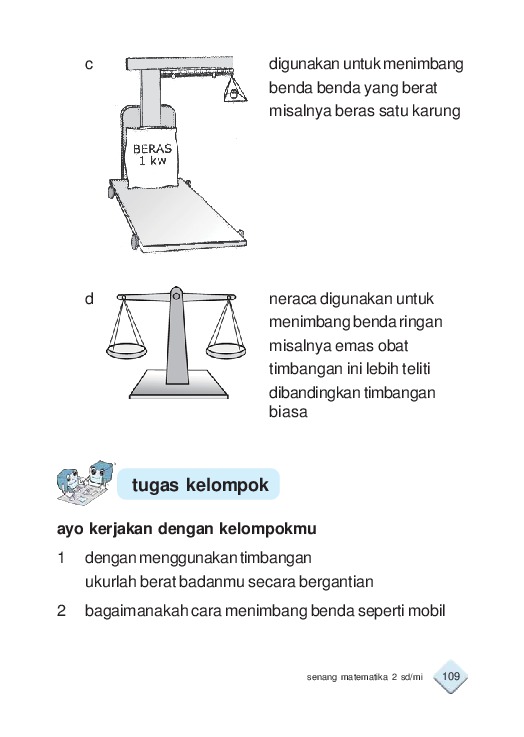 c digunakan untuk menimbang
benda benda yang berat
misalnya beras satu karung
BERAS
1 kw
d neraca digunakan untuk
menimbang benda ringan
misalnya emas obat
timbangan ini lebih teliti
dibandingkan timbangan
biasa
tugas kelompok
ayo kerjakan dengan kelompokmu
1 dengan menggunakan timbangan
ukurlah berat badanmu secara bergantian
2 bagaimanakah cara menimbang benda seperti mobil
senang matematika 2 sd/mi 109